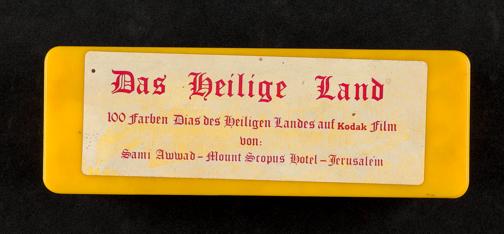 Das Heilige Land
100 Farben Dias des Heiligen Landes auf Kodak Film
von:
Sami Awwad - Mount Scopus Hotel - Jerusalem